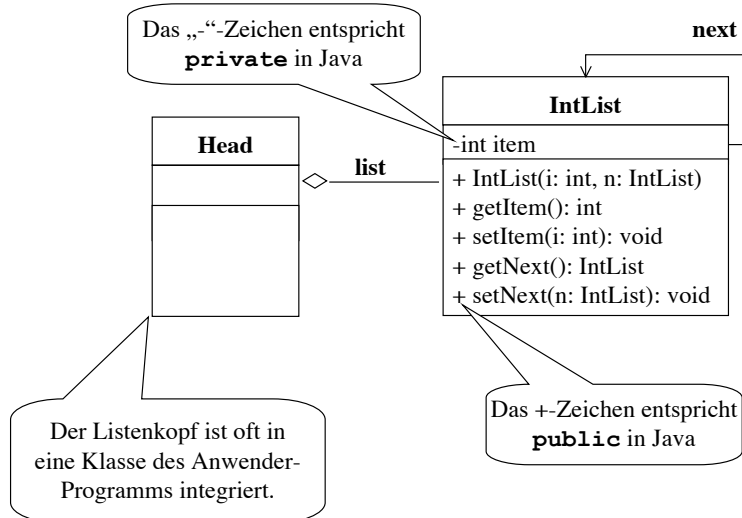 Das „-“-Zeichen entspricht
private in Java
next
IntList
-int item
+ IntList(i: int, n: IntList)
+ getItem(): int
+ setItem(i: int): void
+ getNext(): IntList
+ setNext(n: IntList): void
Head
list
Der Listenkopf ist oft in
eine Klasse des Anwender-
Programms integriert.
Das +-Zeichen entspricht
public in Java